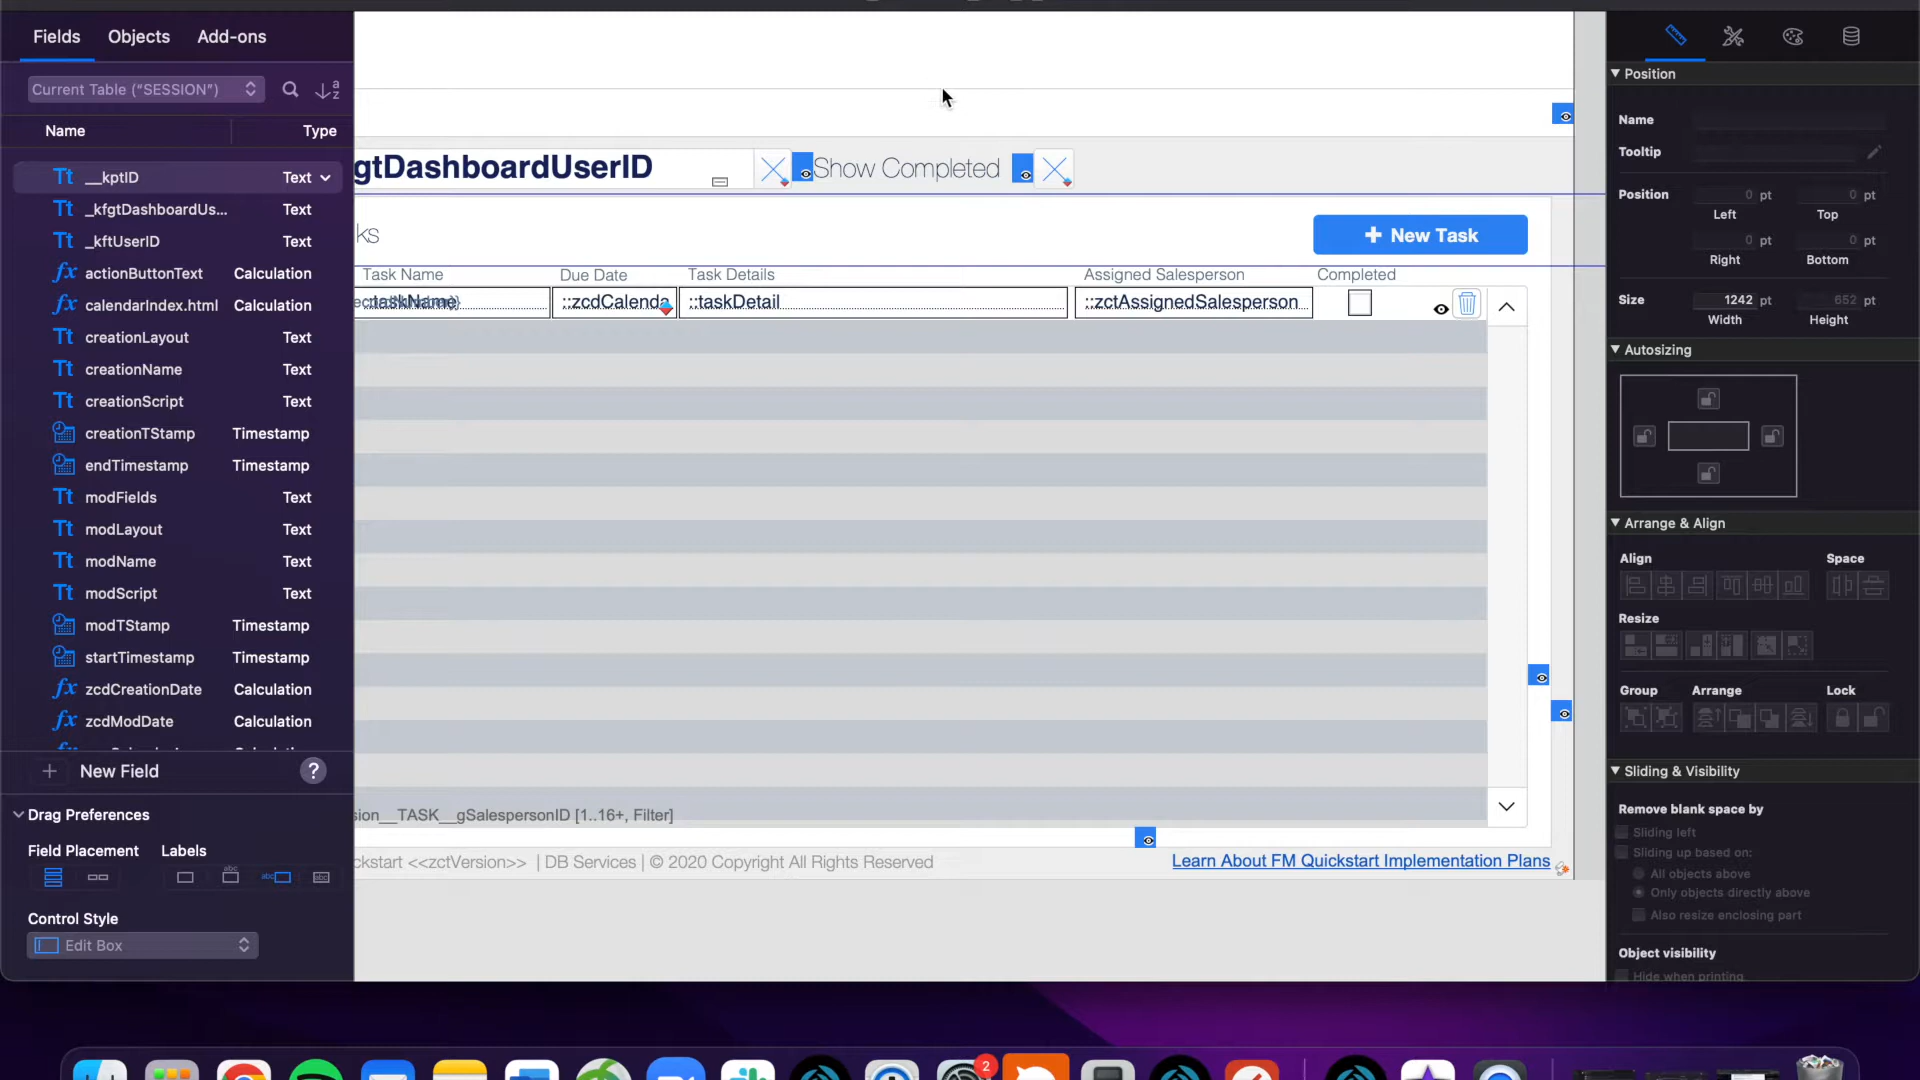 Fields Objects Add-ons
Current Table ("SESSION")
Name Type
__kptID Text
_kfgtDashboardUs... Text
_kftUserID Text
actionButtonText Calculation
calendarIndex.html Calculation
creationLayout Text
creationName Text
creationScript Text
creationTStamp Timestamp
endTimestamp Timestamp
modFields Text
modLayout Text
modName Text
modScript Text
modTStamp Timestamp
startTimestamp Timestamp
zcdCreationDate Calculation
zcdModDate Calculation
New Field ?
Drag Preferences
Field Placement Labels
Control Style
Edit Box
gtDashboardUserID
Show Completed
ks
+ New Task
Task Name Due Date Task Details Assigned Salesperson Completed
::taskName ::zcdCalenda ::taskDetail ::zctAssignedSalesperson
sion__TASK__gSalespersonID [1..16+, Filter]
ckstart <<zctVersion>> | DB Services | © 2020 Copyright All Rights Reserved
Learn About FM Quickstart Implementation Plans
Position
Name
Tooltip
Position 0 pt 0 pt
Left Top
0 pt 0 pt
Right Bottom
Size 1242 pt 652 pt
Width Height
Autosizing
Arrange & Align
Align Space
Resize
Group Arrange Lock
Sliding & Visibility
Remove blank space by
Sliding left
Sliding up based on:
All objects above
Only objects directly above
Also resize enclosing part
Object visibility
Hide when printing
2